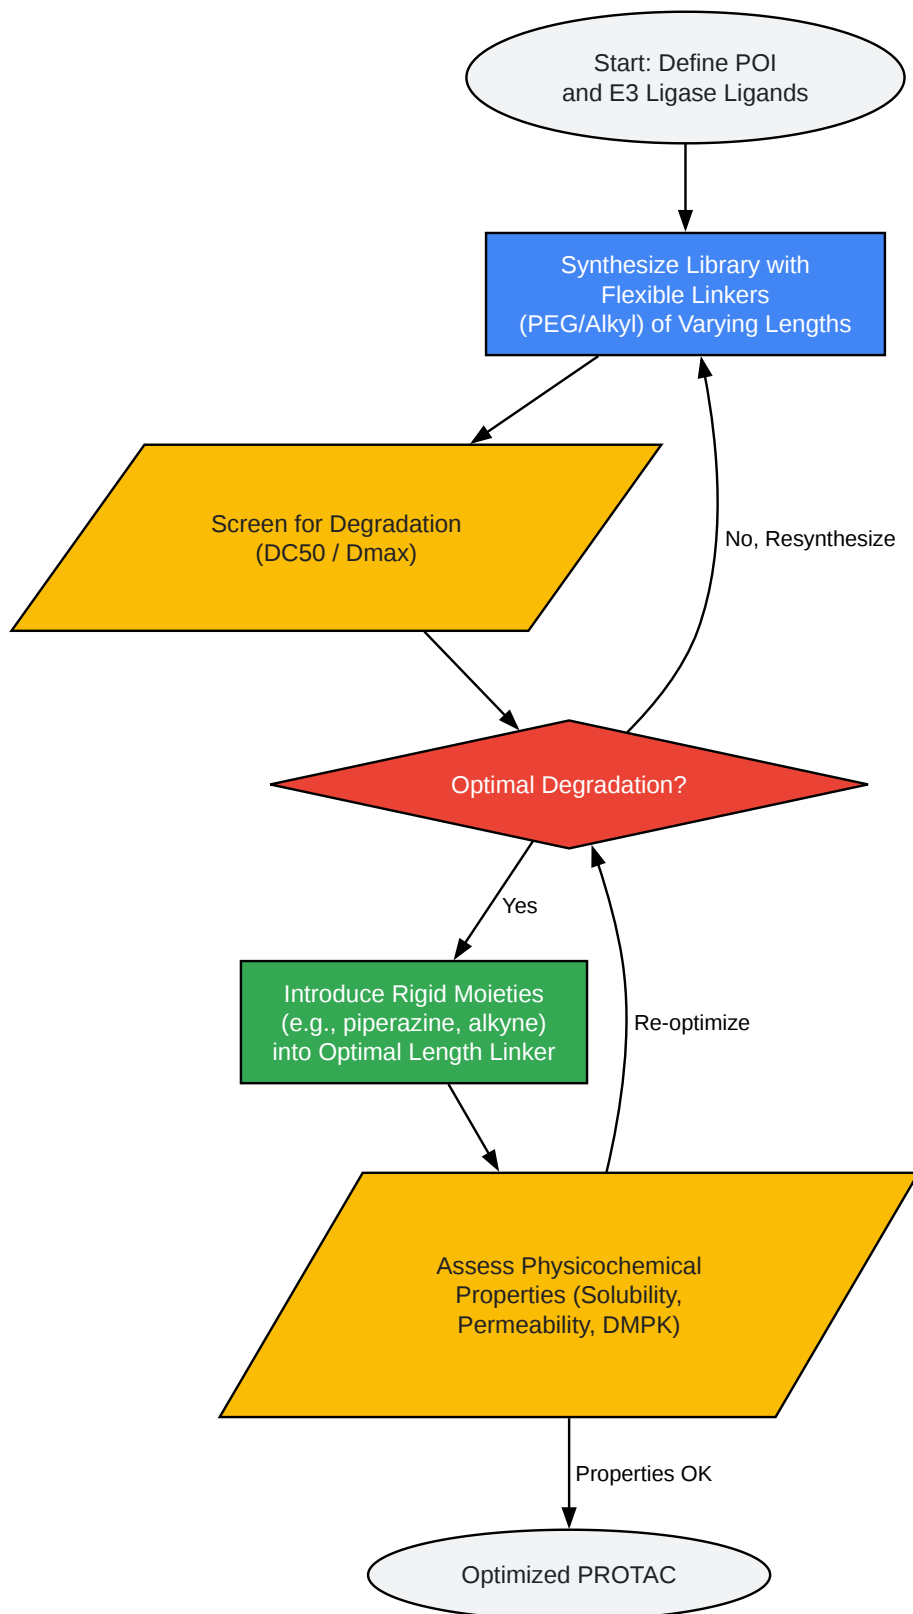 Start: Define POI
and E3 Ligase Ligands
Synthesize Library with
Flexible Linkers
(PEG/Alkyl) of Varying Lengths
Screen for Degradation
(DC50 / Dmax)
No, Resynthesize
Optimal Degradation?
Yes
Introduce Rigid Moieties
(e.g., piperazine, alkyne)
into Optimal Length Linker
Re-optimize
Assess Physicochemical
Properties (Solubility,
Permeability, DMPK)
Properties OK
Optimized PROTAC